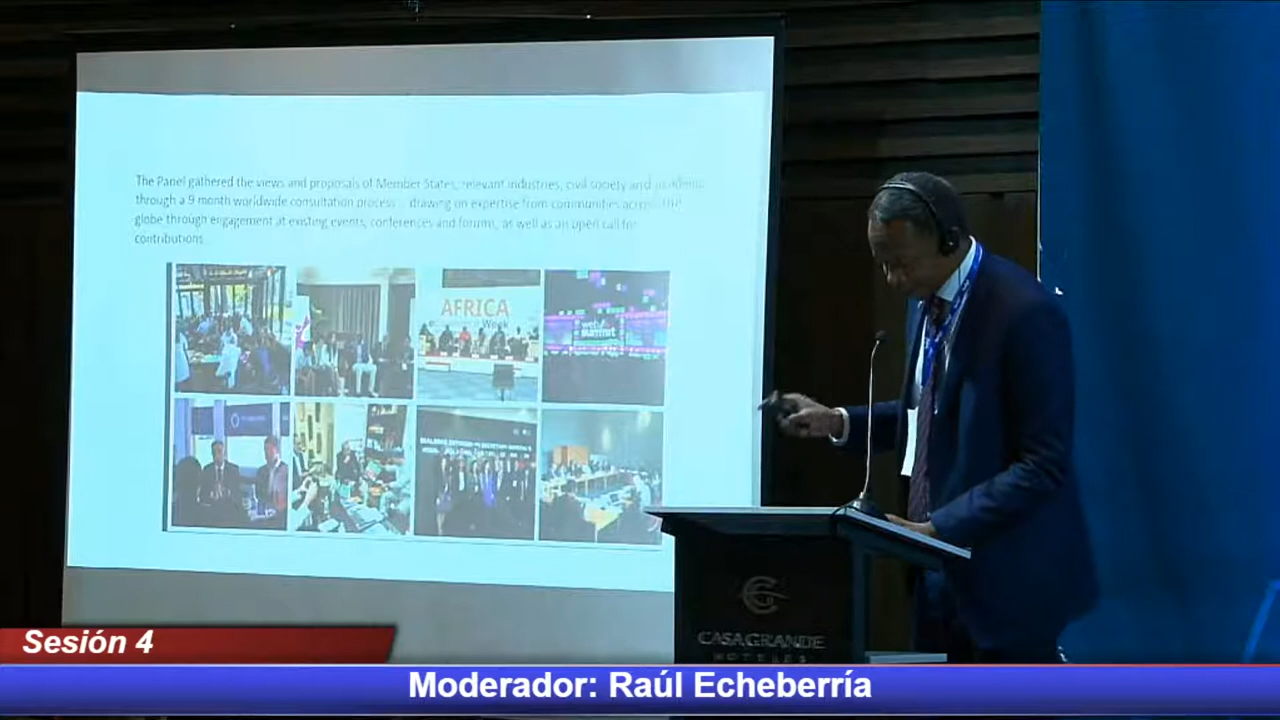 The Panel gathered the views and proposals of Member States, relevant industries, civil society and academia
through a 9 month worldwide consultation process - drawing on expertise from communities across the
globe through engagement at existing events, conferences and forums, as well as an open call for
contributions
AFRICA
Week
web
summit
CASAGRANDE
HOTELES
Sesión 4
Moderador: Raúl Echeberría